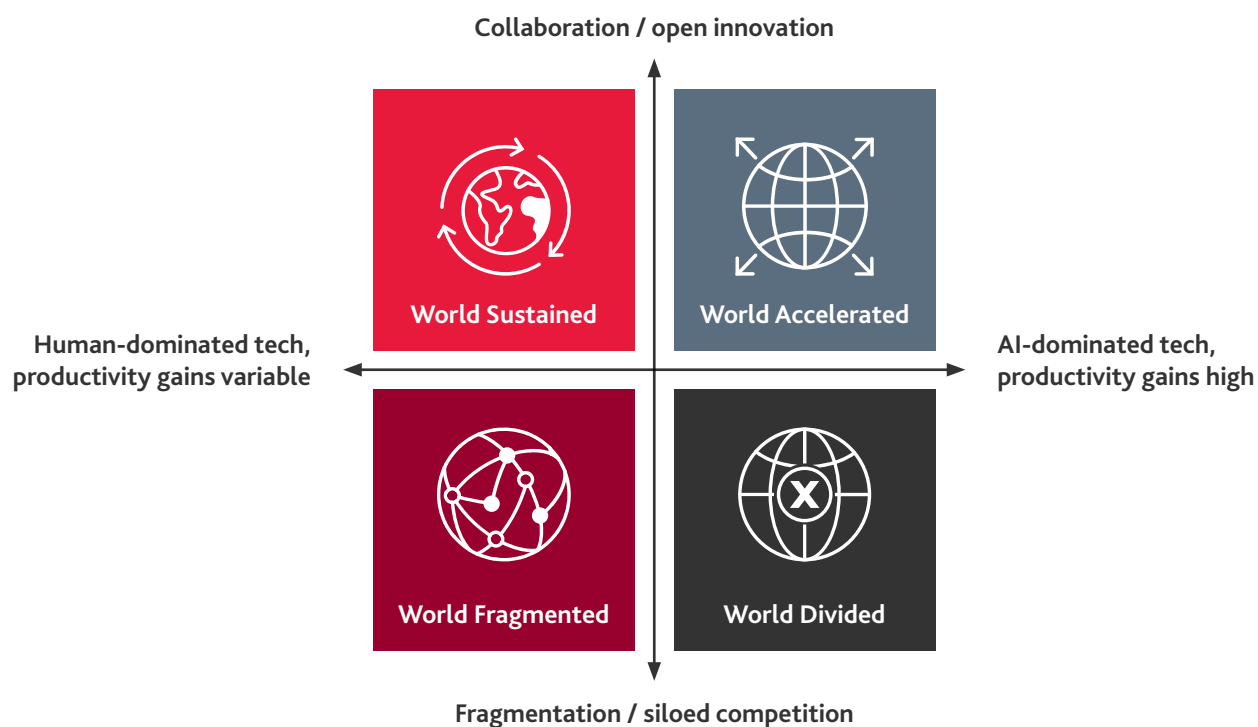 Collaboration / open innovation
World Sustained
World Accelerated
Human-dominated tech,
productivity gains variable
AI-dominated tech,
productivity gains high
X
World Fragmented
World Divided
Fragmentation / siloed competition